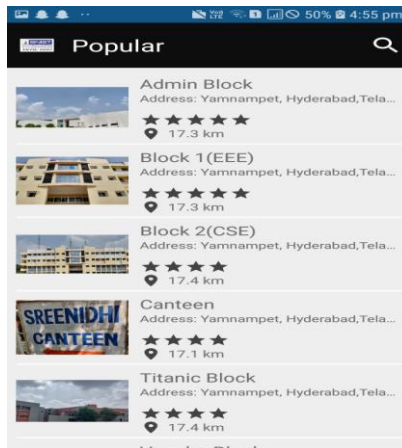 50% 4:55 pm
Popular
Admin Block
Address: Yamnampet, Hyderabad,Tela...
★★★★★
17.3 km
Block 1(EEE)
Address: Yamnampet, Hyderabad,Tela...
★★★★★
17.3 km
Block 2(CSE)
Address: Yamnampet, Hyderabad,Tela...
★★★★
17.4 km
SREENIDHI
CANTEEN
Canteen
Address: Yamnampet, Hyderabad,Tela...
★★★★
17.1 km
Titanic Block
Address: Yamnampet, Hyderabad,Tela...
★★★★
17.4 km